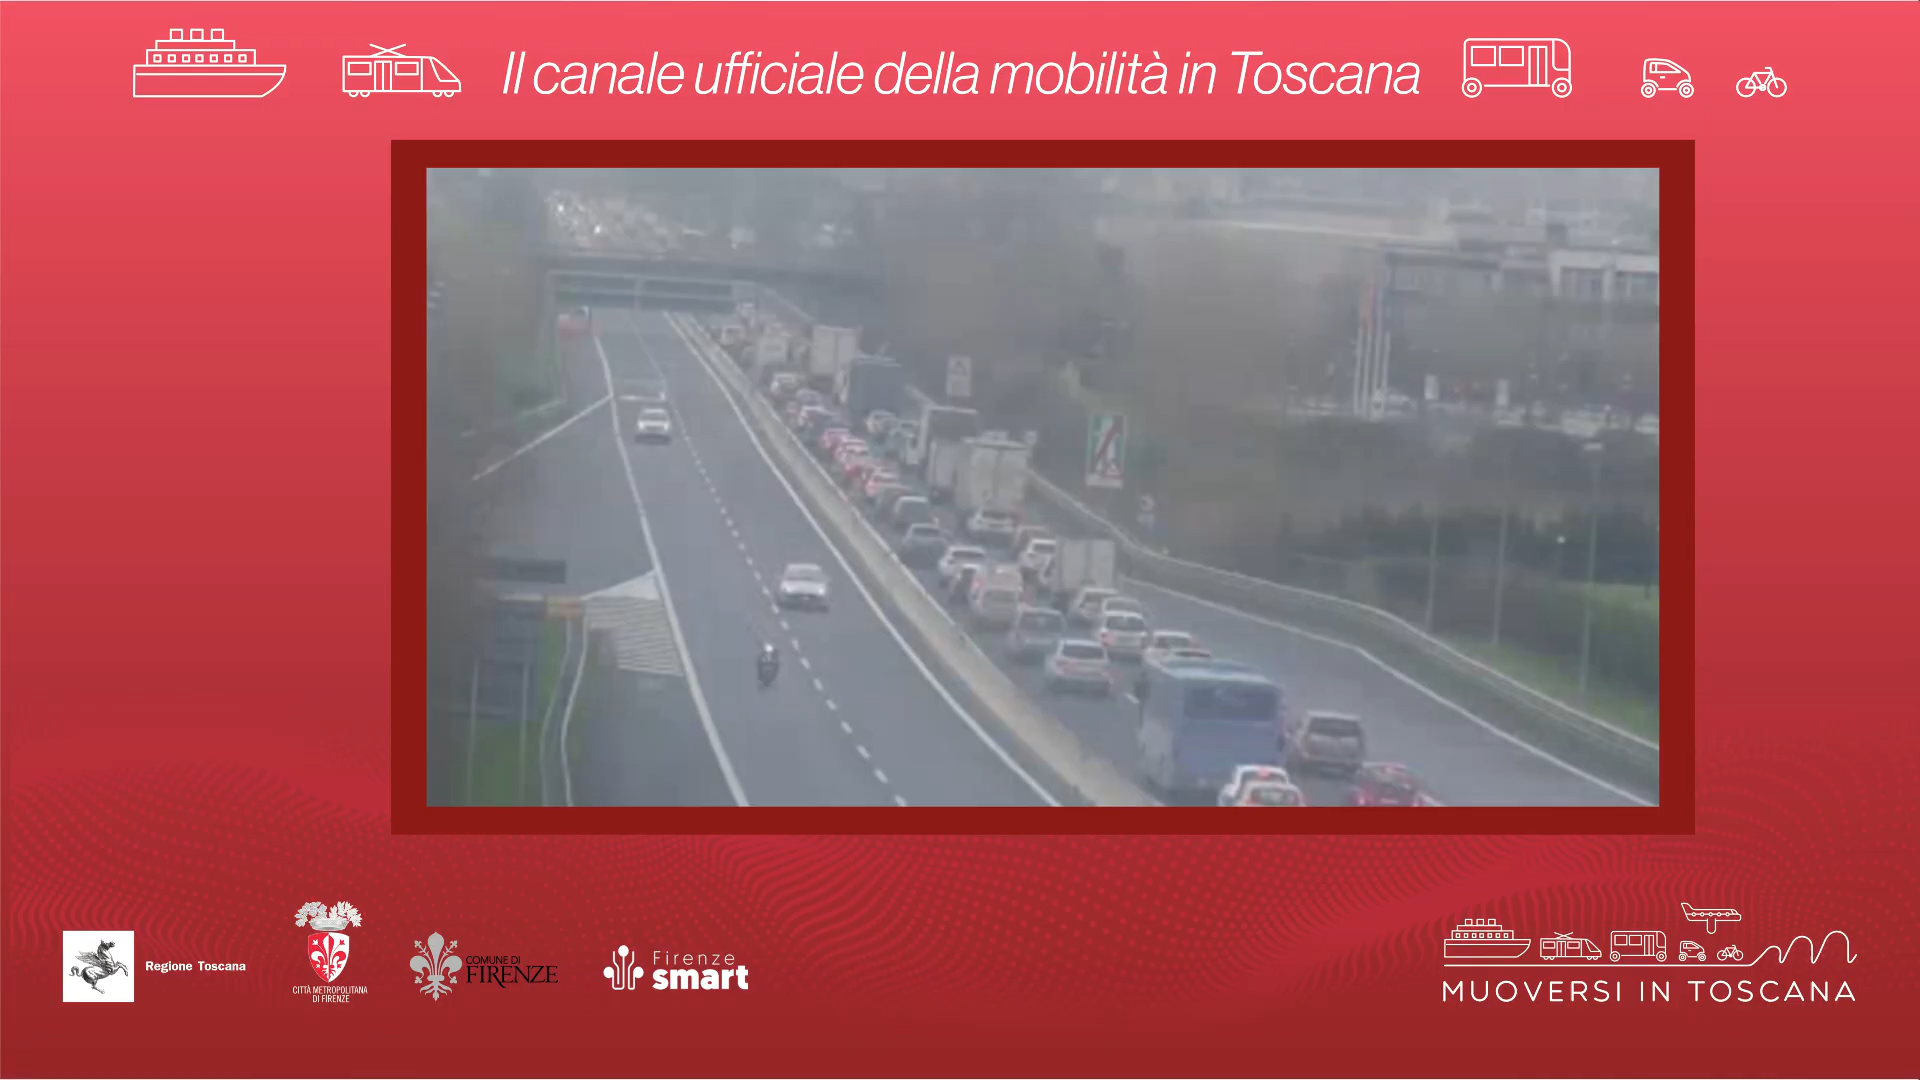 Il canale ufficiale della mobilità in Toscana
Regione Toscana
CITTÀ METROPOLITANA
DI FIRENZE
COMUNE DI
FIRENZE
Firenze
smart
MUOVERSI IN TOSCANA